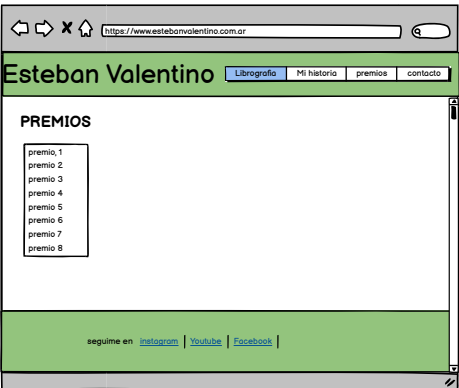 https://www.estebanvalentino.com.ar
Esteban Valentino
Librografia Mi historia premios contacto
PREMIOS
premio, 1
premio 2
premio 3
premio 4
premio 5
premio 6
premio 7
premio 8
seguime en instagram Youtube Facebook